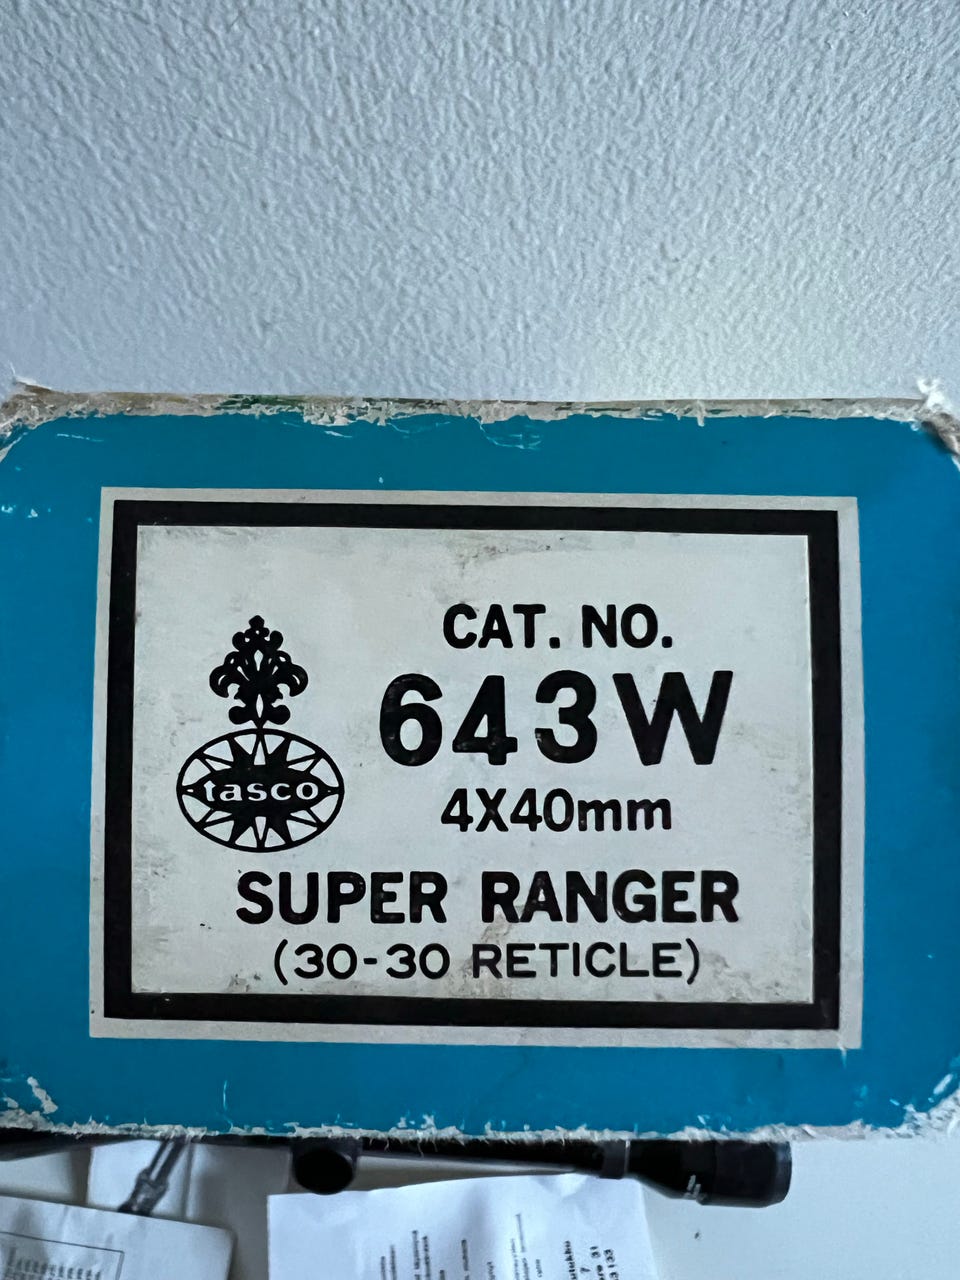 CAT. NO.
643W
tasco
4X40mm
SUPER RANGER
(30-30 RETICLE)